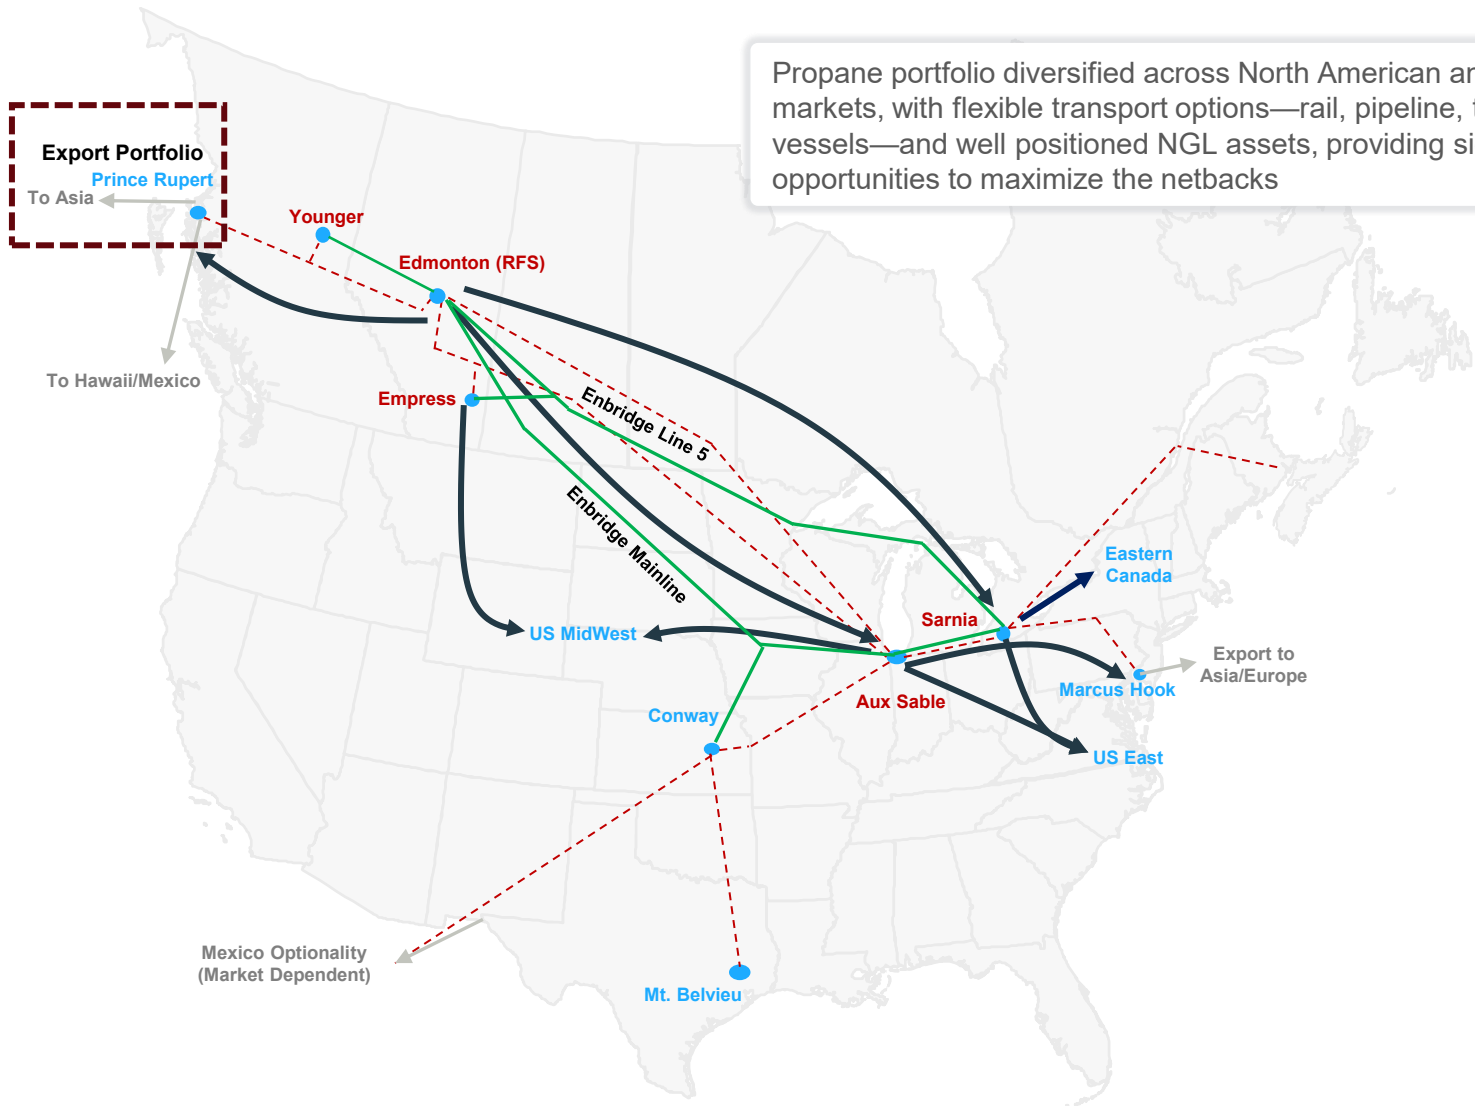 Propane portfolio diversified across North American
markets, with flexible transport options—rail, pipeline,
vessels—and well positioned NGL assets, providing
opportunities to maximize the netbacks
Export Portfolio
Prince Rupert
To Asia
Younger
Edmonton (RFS)
To Hawaii/Mexico
Empress
Enbridge Line 5
Enbridge Mainline
Eastern
Canada
Sarnia
US MidWest
Export to
Asia/Europe
Marcus Hook
Aux Sable
Conway
US East
Mexico Optionality
(Market Dependent)
Mt. Belvieu